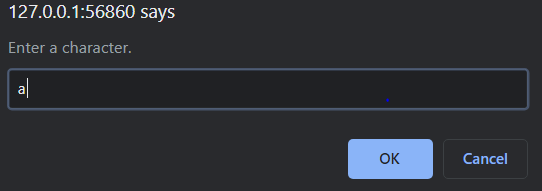 127.0.0.1:56860 says
Enter a character.
a
OK Cancel